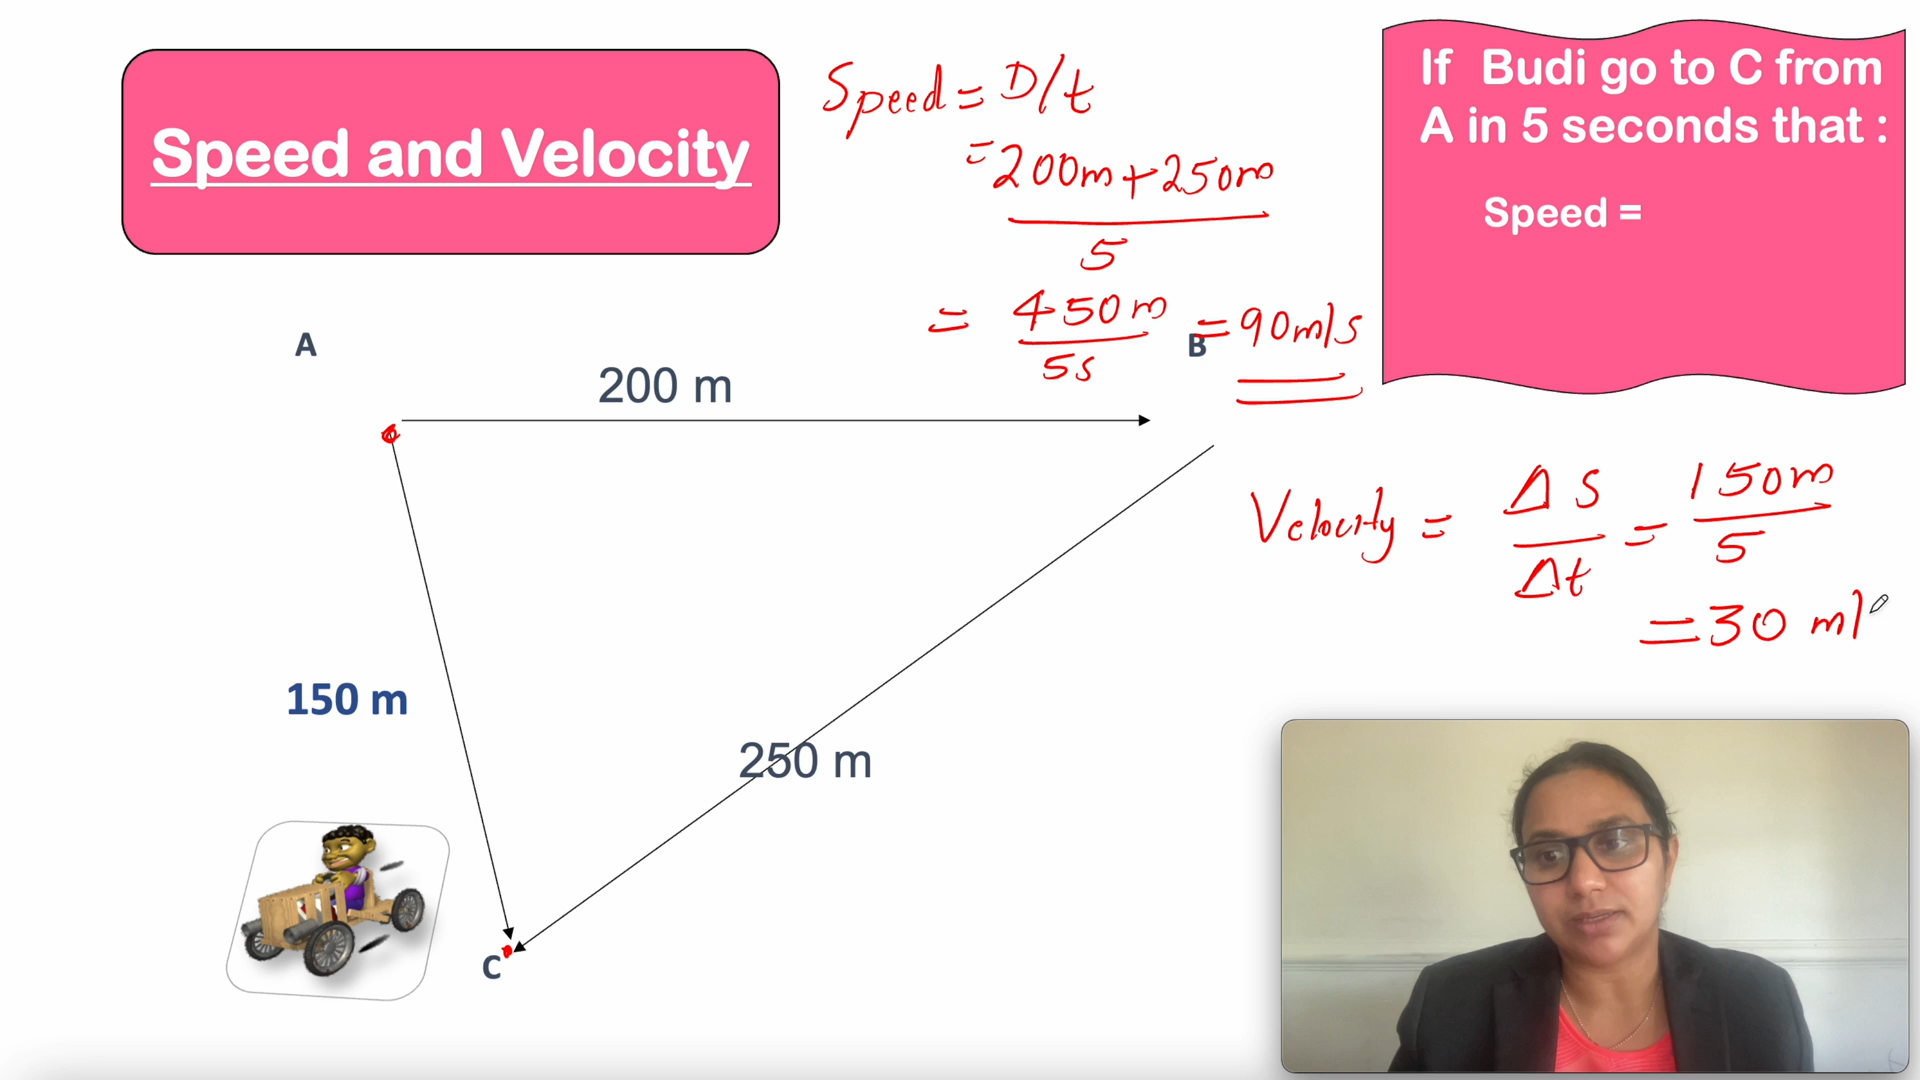 Speed and Velocity
Speed = D/t
= 200m + 250m
5
= 450m = 90m/s
5s
If Budi go to C from
A in 5 seconds that :
Speed =
A
B
200 m
150 m
250 m
C
Velocity = Δs = 150m
Δt 5
= 30 m/